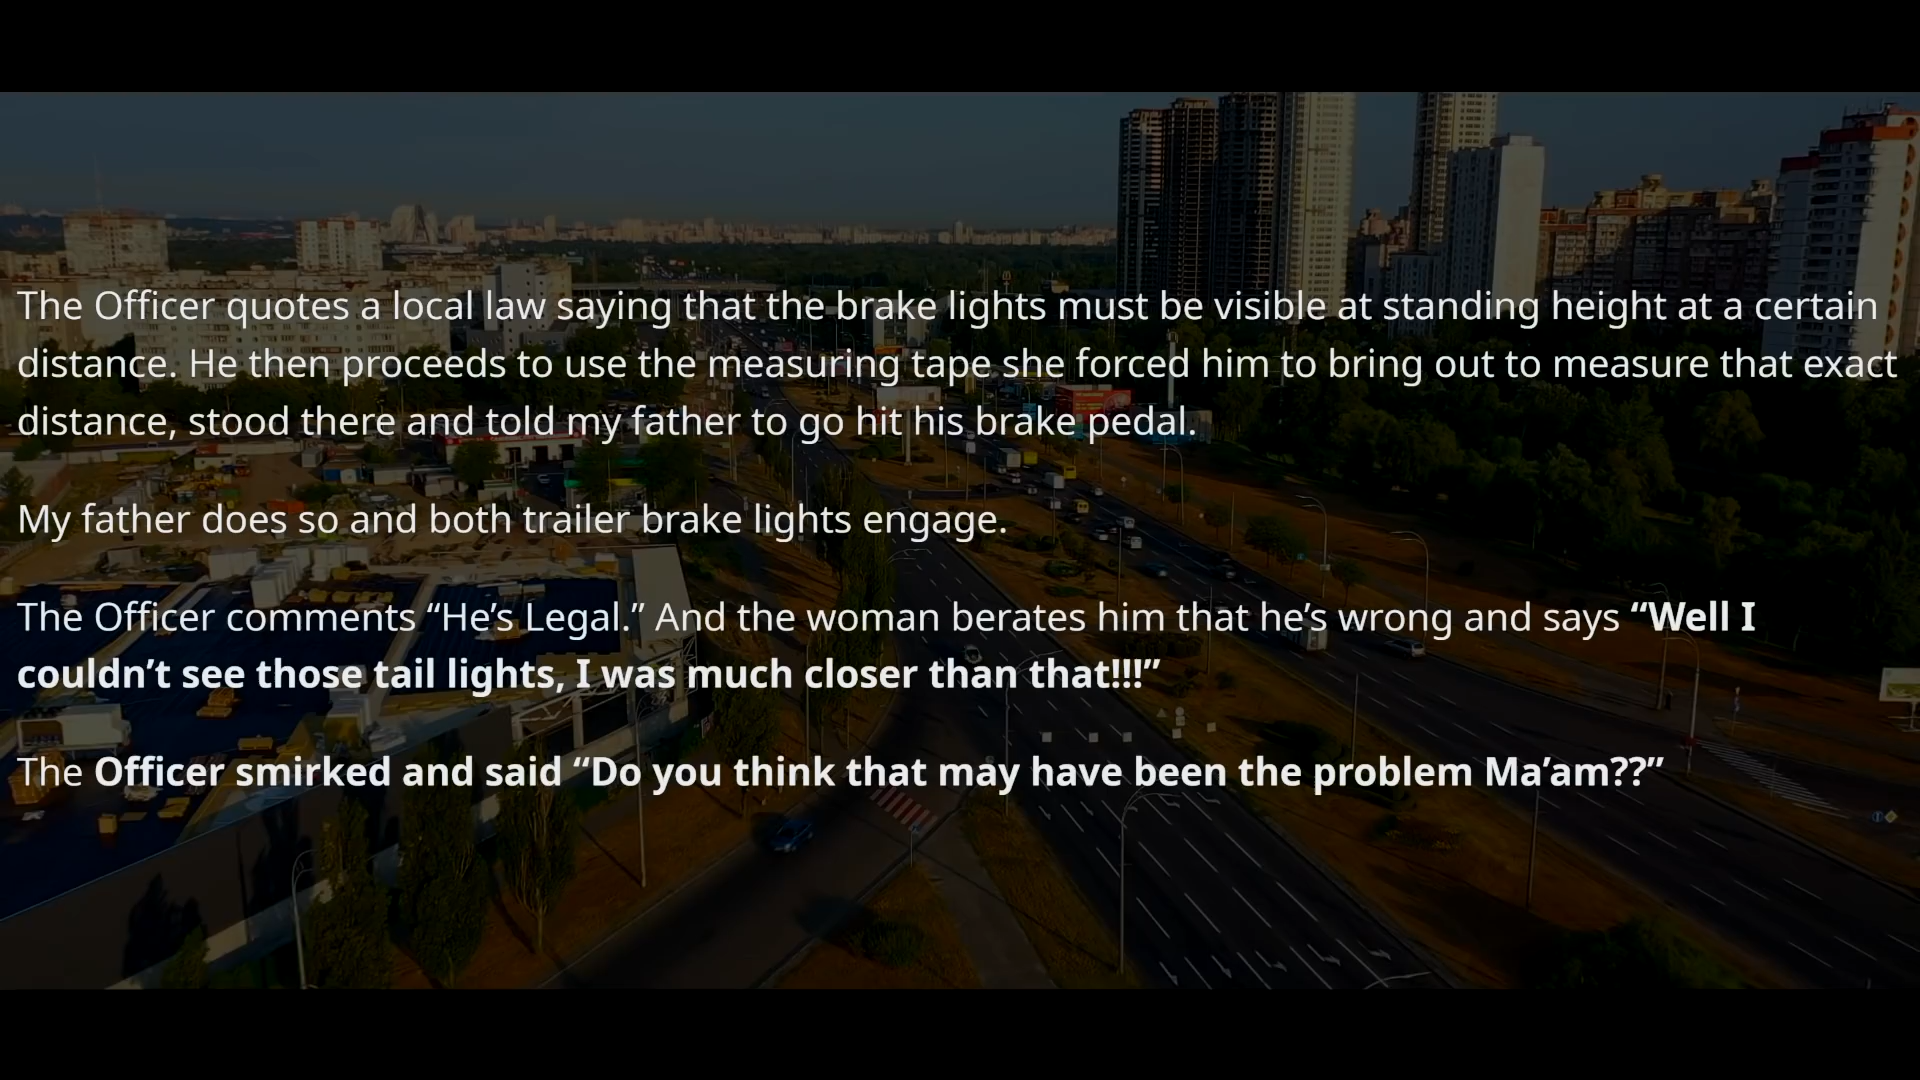 The Officer quotes a local law saying that the brake lights must be visible at standing height at a certain
distance. He then proceeds to use the measuring tape she forced him to bring out to measure that exact
distance, stood there and told my father to go hit his brake pedal.
My father does so and both trailer brake lights engage.
The Officer comments “He’s Legal.” And the woman berates him that he’s wrong and says “Well I
couldn’t see those tail lights, I was much closer than that!!!”
The Officer smirked and said “Do you think that may have been the problem Ma’am??”